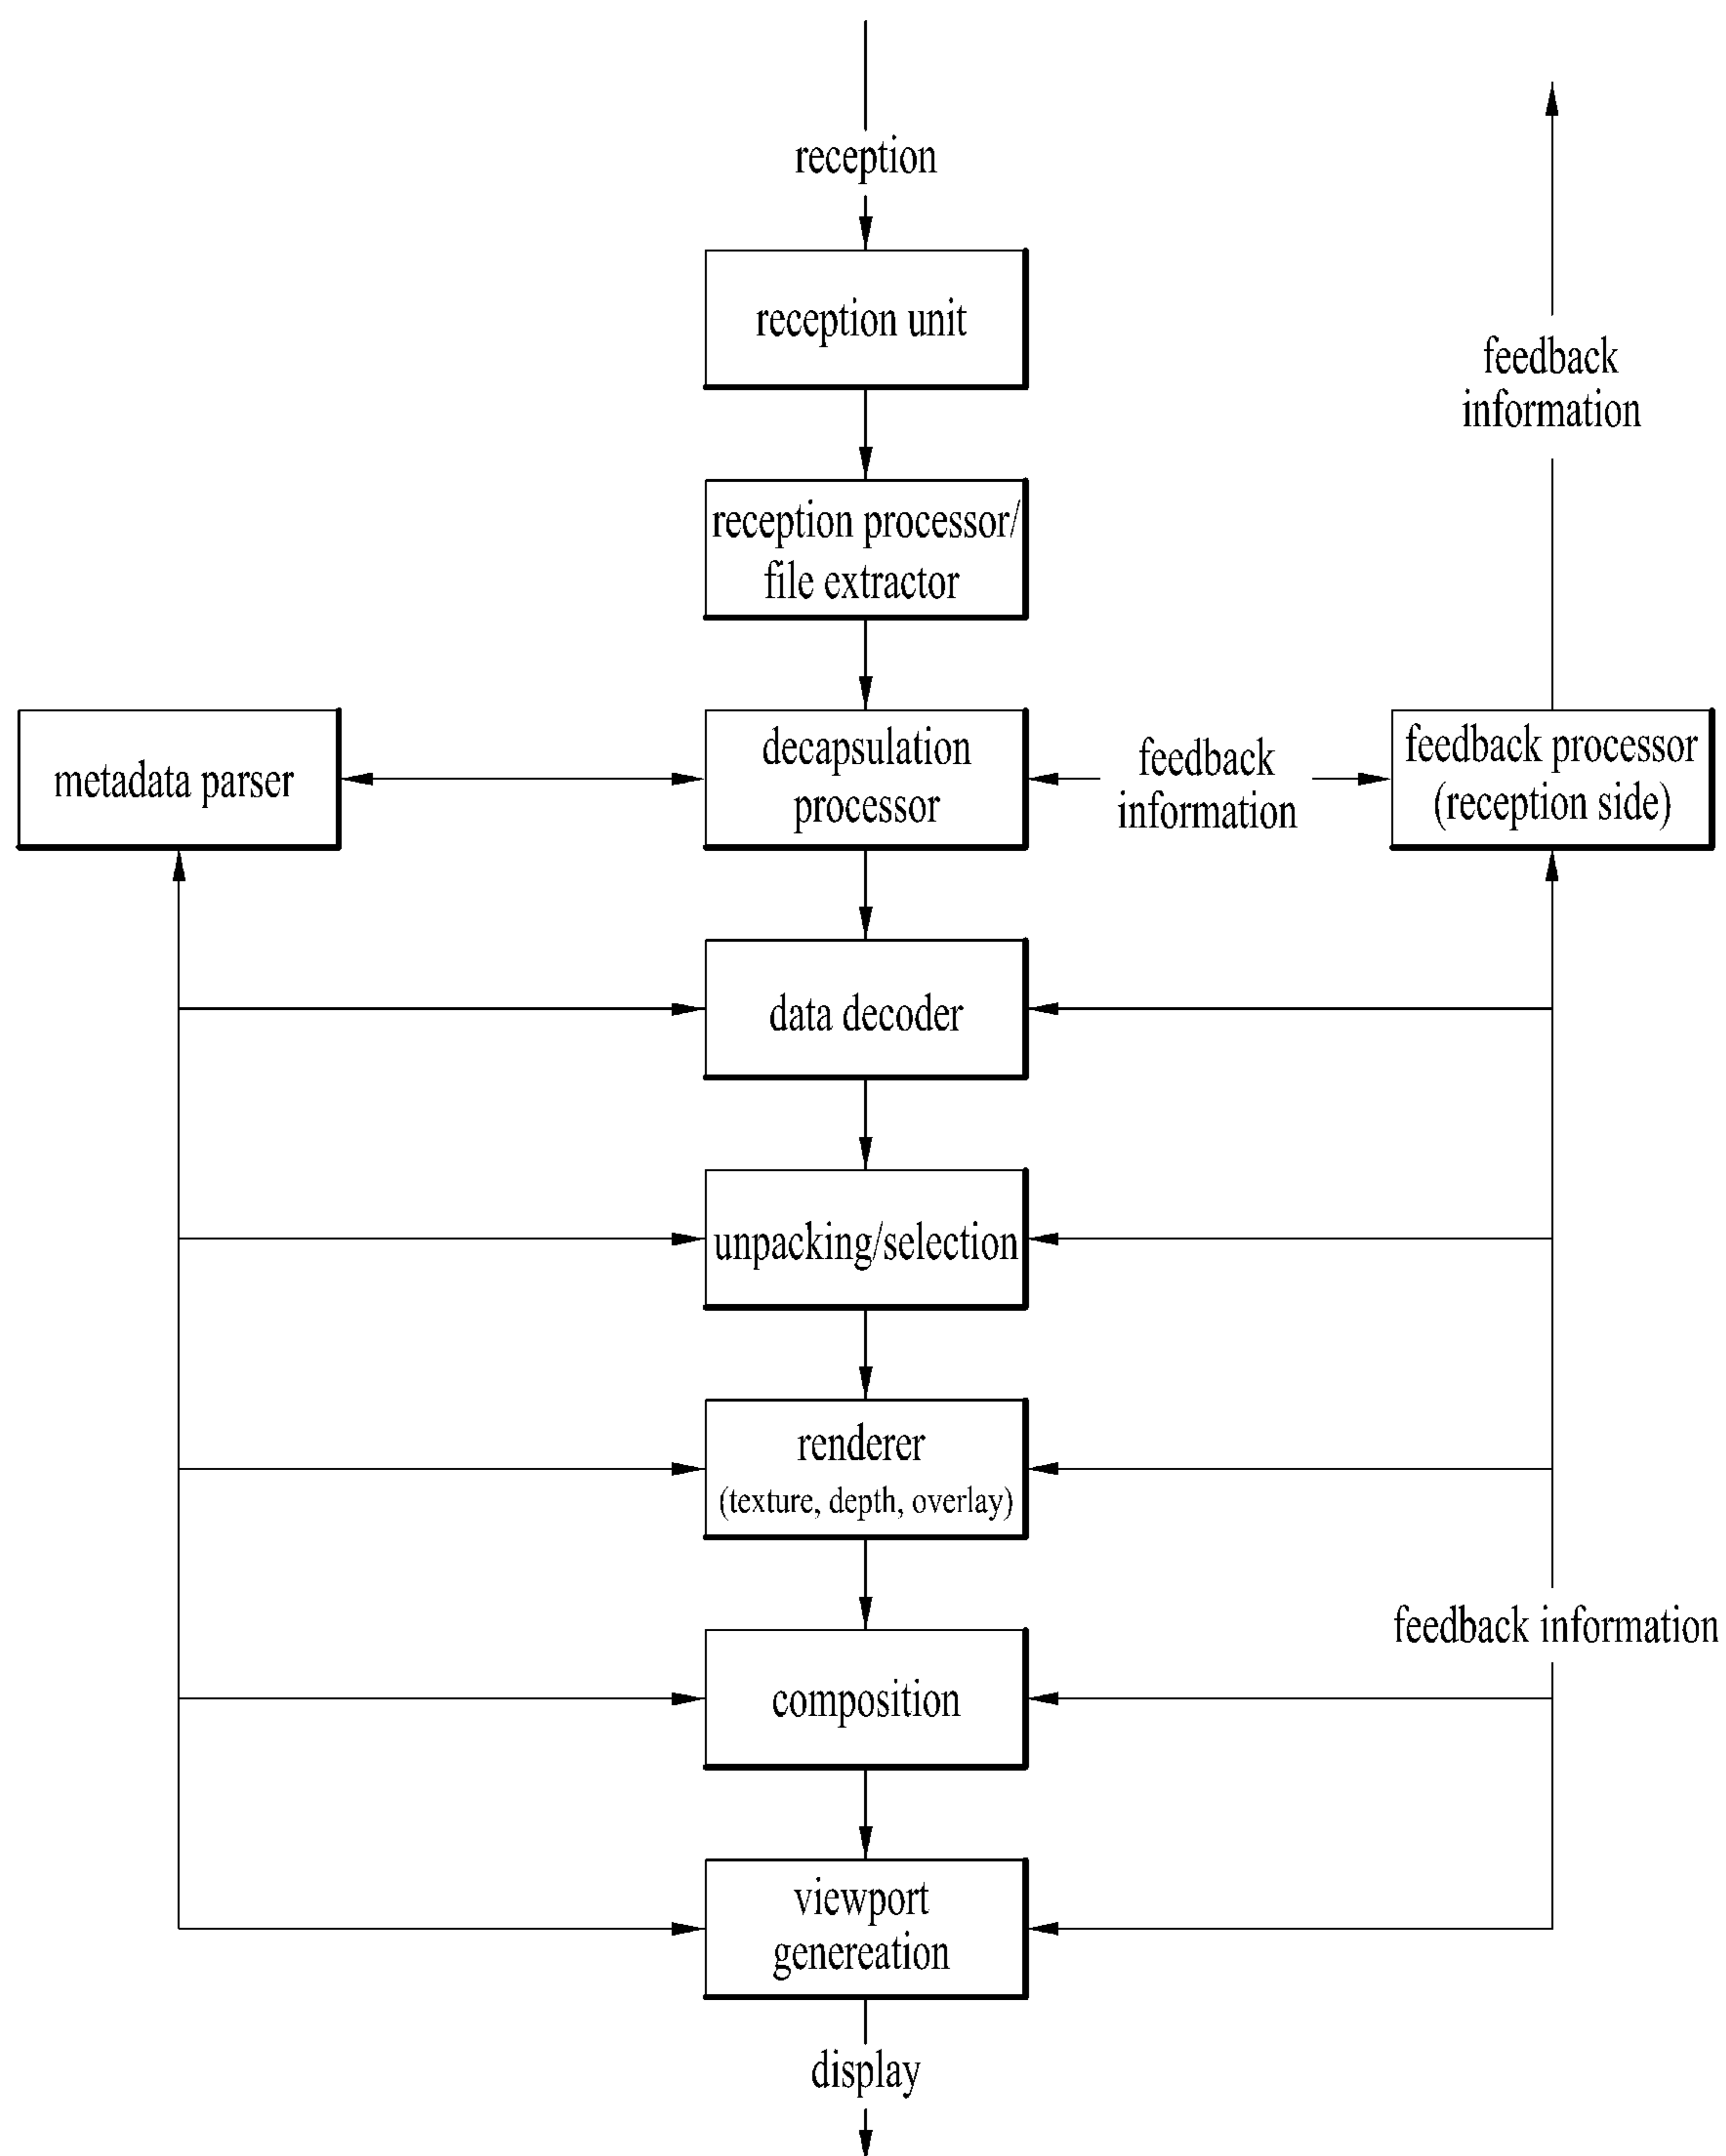 reception
reception unit
feedback
information
reception processor/
file extractor
metadata parser
decapsulation
processor
feedback
information
feedback processor
(reception side)
data decoder
unpacking/selection
renderer
(texture, depth, overlay)
feedback information
composition
viewport
genereation
display